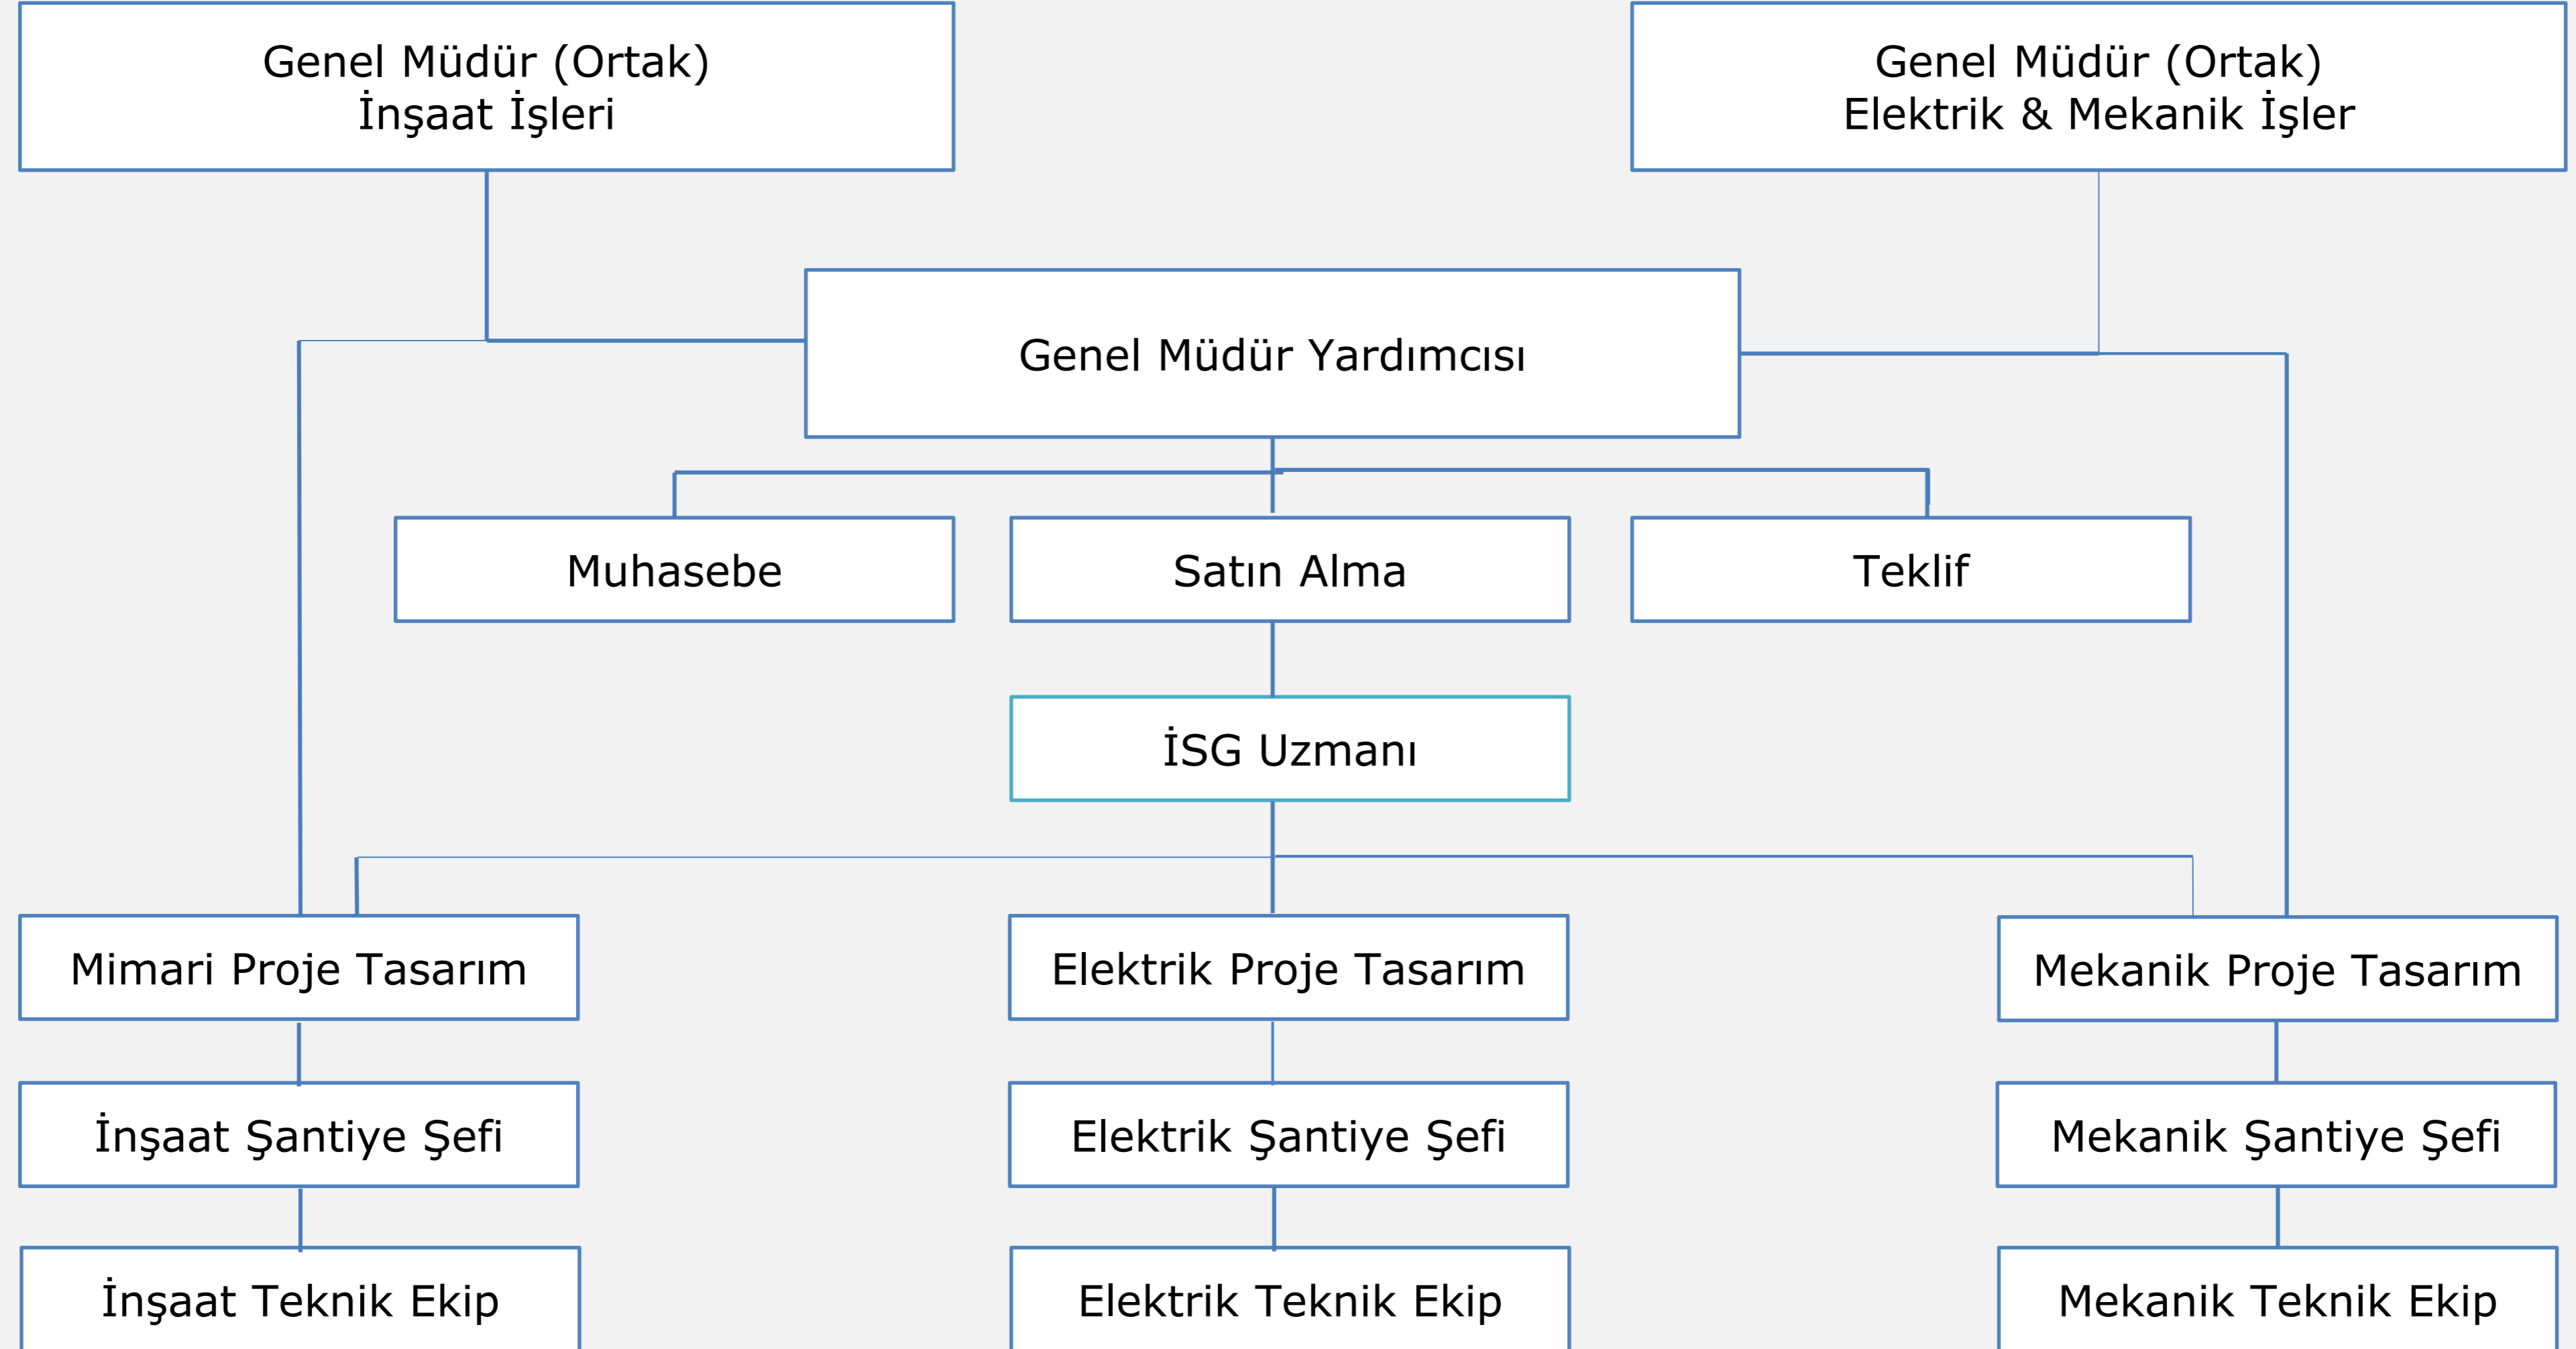 Genel Müdür (Ortak)
İnşaat İşleri
Genel Müdür (Ortak)
Elektrik & Mekanik İşler
Genel Müdür Yardımcısı
Muhasebe
Satın Alma
Teklif
İSG Uzmanı
Mimari Proje Tasarım
Elektrik Proje Tasarım
Mekanik Proje Tasarım
İnşaat Şantiye Şefi
Elektrik Şantiye Şefi
Mekanik Şantiye Şefi
İnşaat Teknik Ekip
Elektrik Teknik Ekip
Mekanik Teknik Ekip